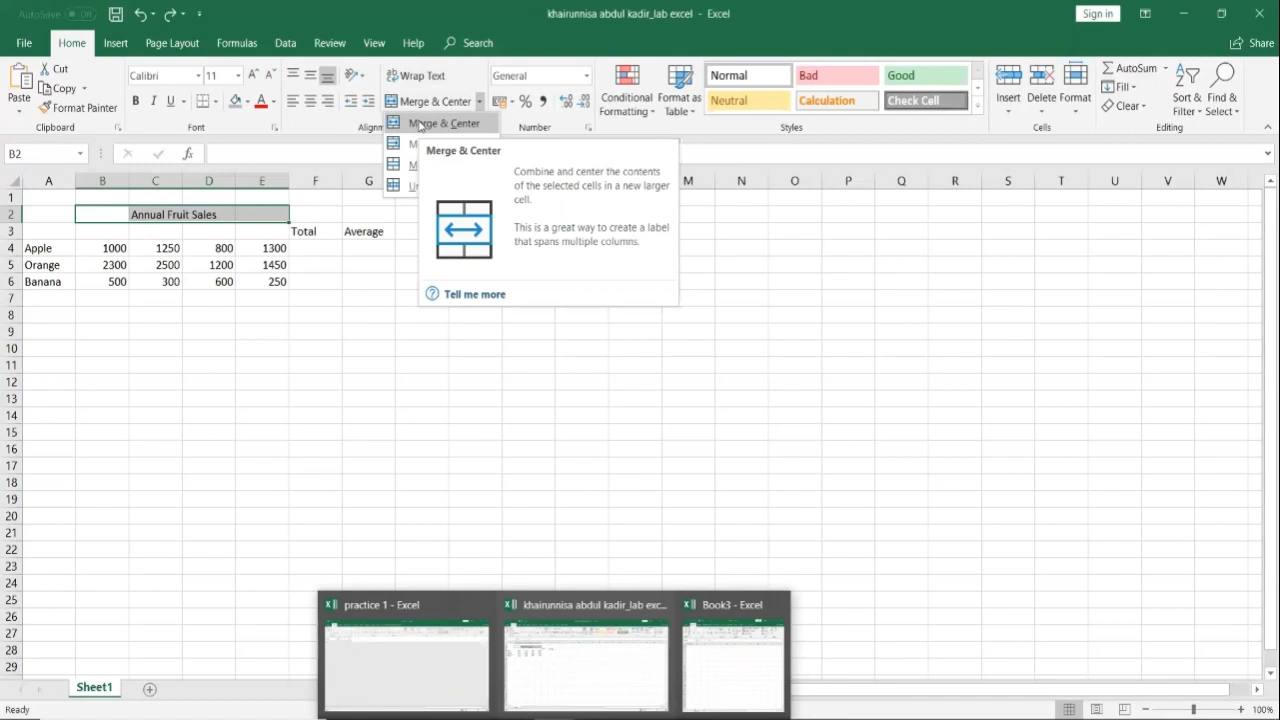 AutoSave Off khairunnisa abdul kadir_lab excel - Excel Sign in
File Home Insert Page Layout Formulas Data Review View Help Search Share
Paste Cut Copy Format Painter Clipboard
Calibri 11 B I U A Font
Wrap Text Merge & Center
General % Number
Conditional Formatting Format as Table
Normal Bad Good Neutral Calculation Check Cell Styles
Insert Delete Format Cells
AutoSum Fill Clear Sort & Filter Find & Select Editing
Merge & Center
B2 fx
Merge & Center
Combine and center the contents
of the selected cells in a new larger
cell.
This is a great way to create a label
that spans multiple columns.
Tell me more
A B C D E F G M N O P Q R S T U V W
1
2 Annual Fruit Sales
3 Total Average
4 Apple 1000 1250 800 1300
5 Orange 2300 2500 1200 1450
6 Banana 500 300 600 250
7
8
9
10
11
12
13
14
15
16
17
18
19
20
21
22
23
24
25
26
27
28
29
practice 1 - Excel khairunnisa abdul kadir_lab exc... Book3 - Excel
Sheet1
Ready 100%